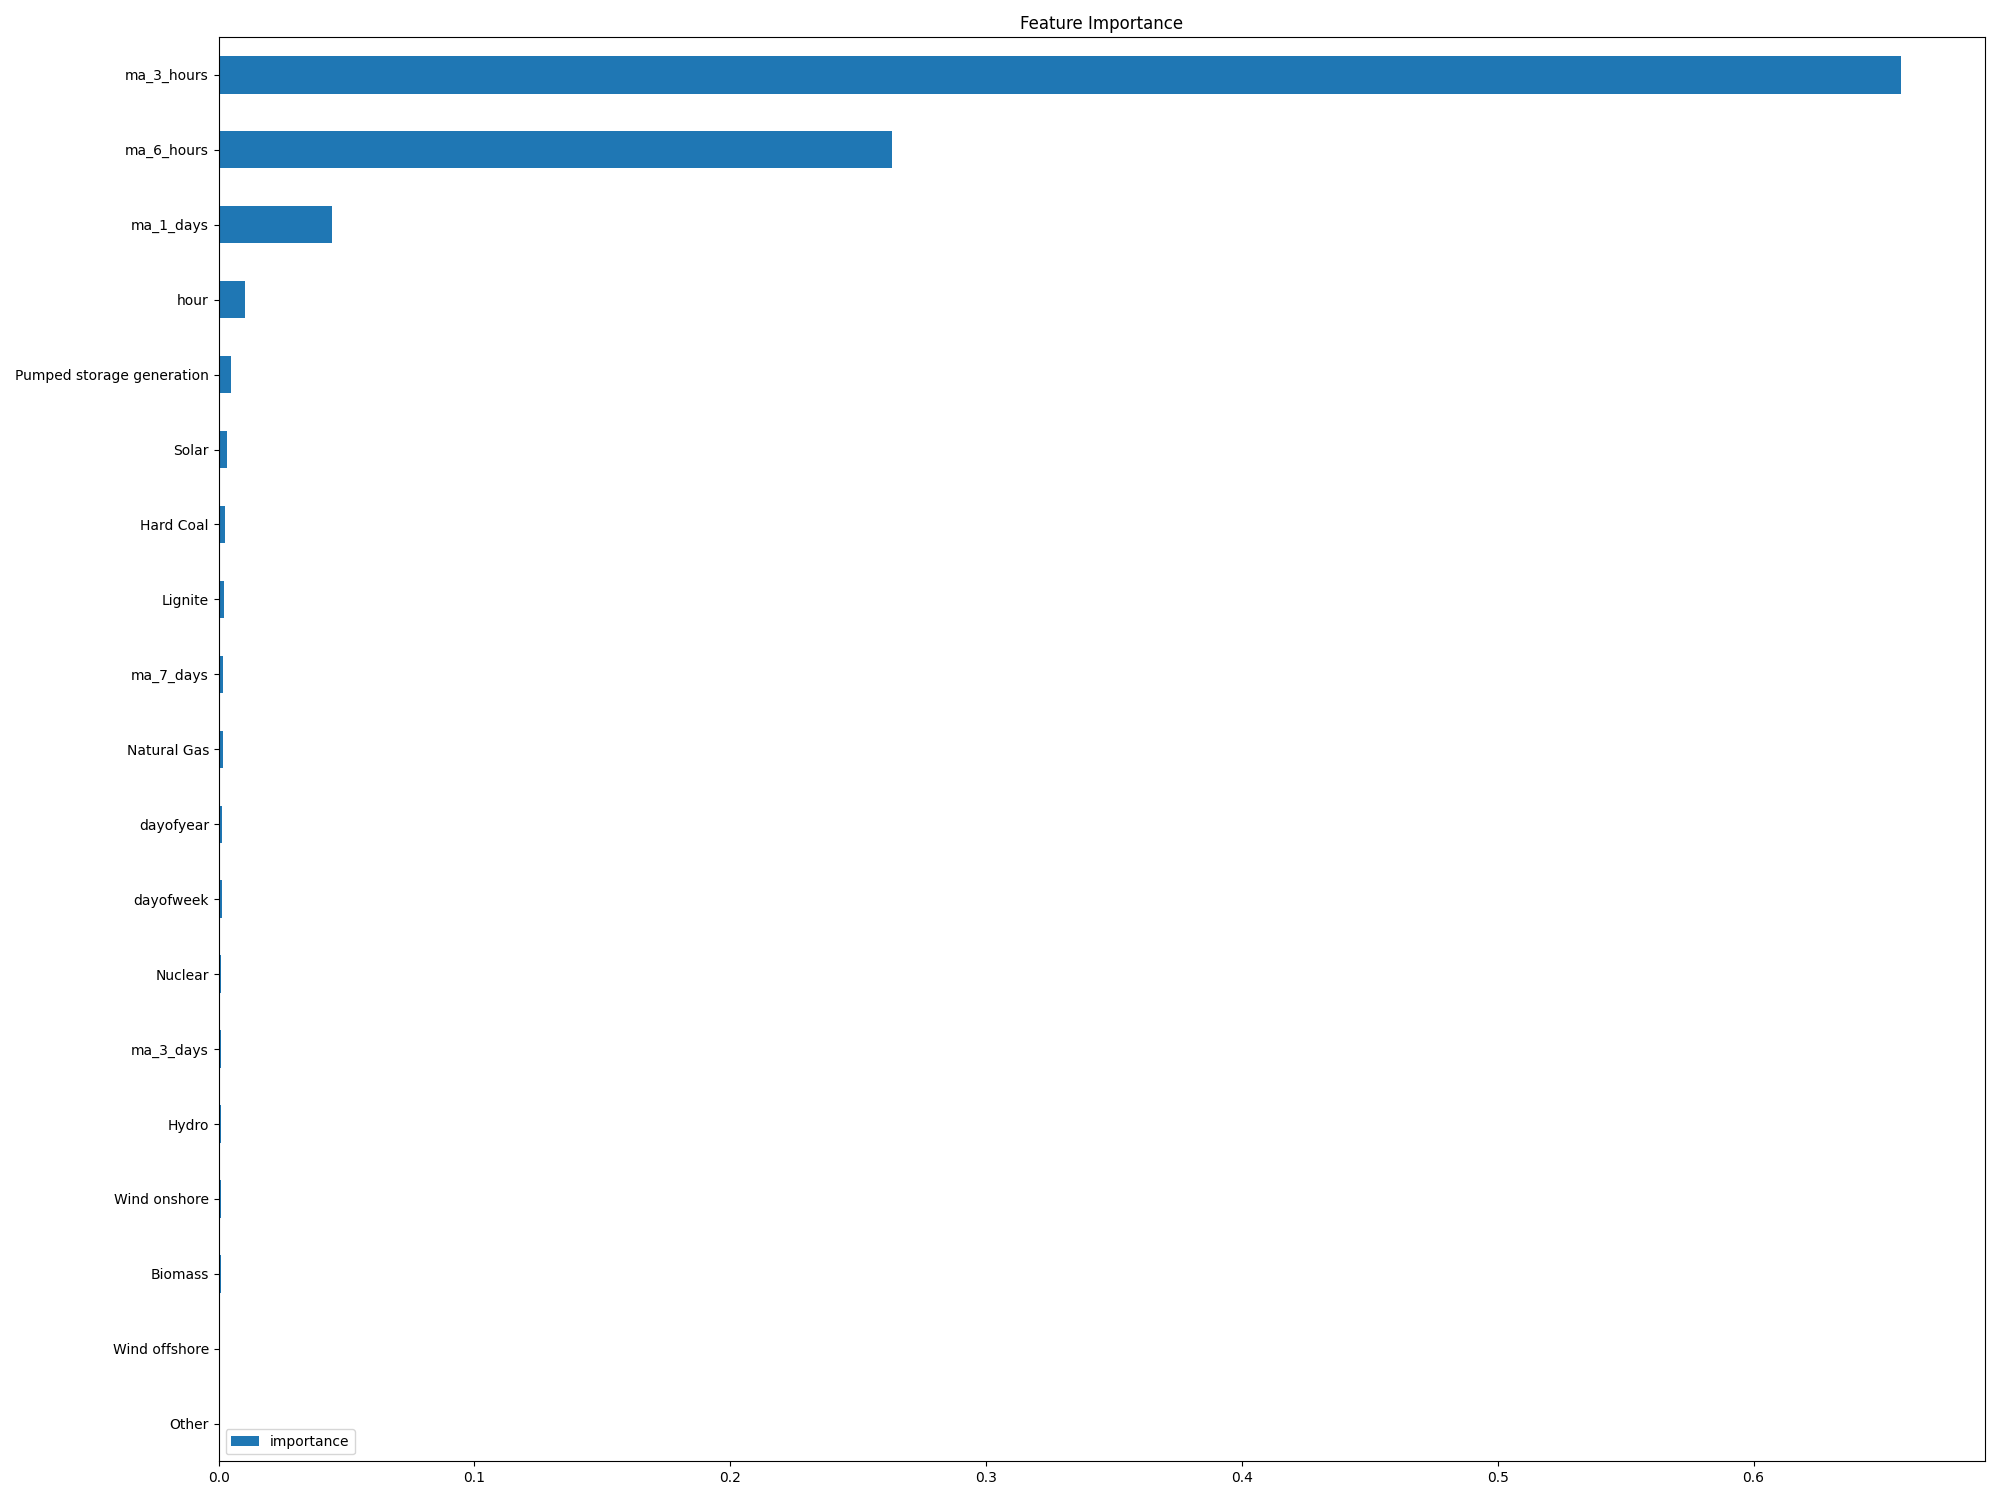 Feature Importance
ma_3_hours
ma_6_hours
ma_1_days
hour
Pumped storage generation
Solar
Hard Coal
Lignite
ma_7_days
Natural Gas
dayofyear
dayofweek
Nuclear
ma_3_days
Hydro
Wind onshore
Biomass
Wind offshore
Other
importance
0.0 0.1 0.2 0.3 0.4 0.5 0.6